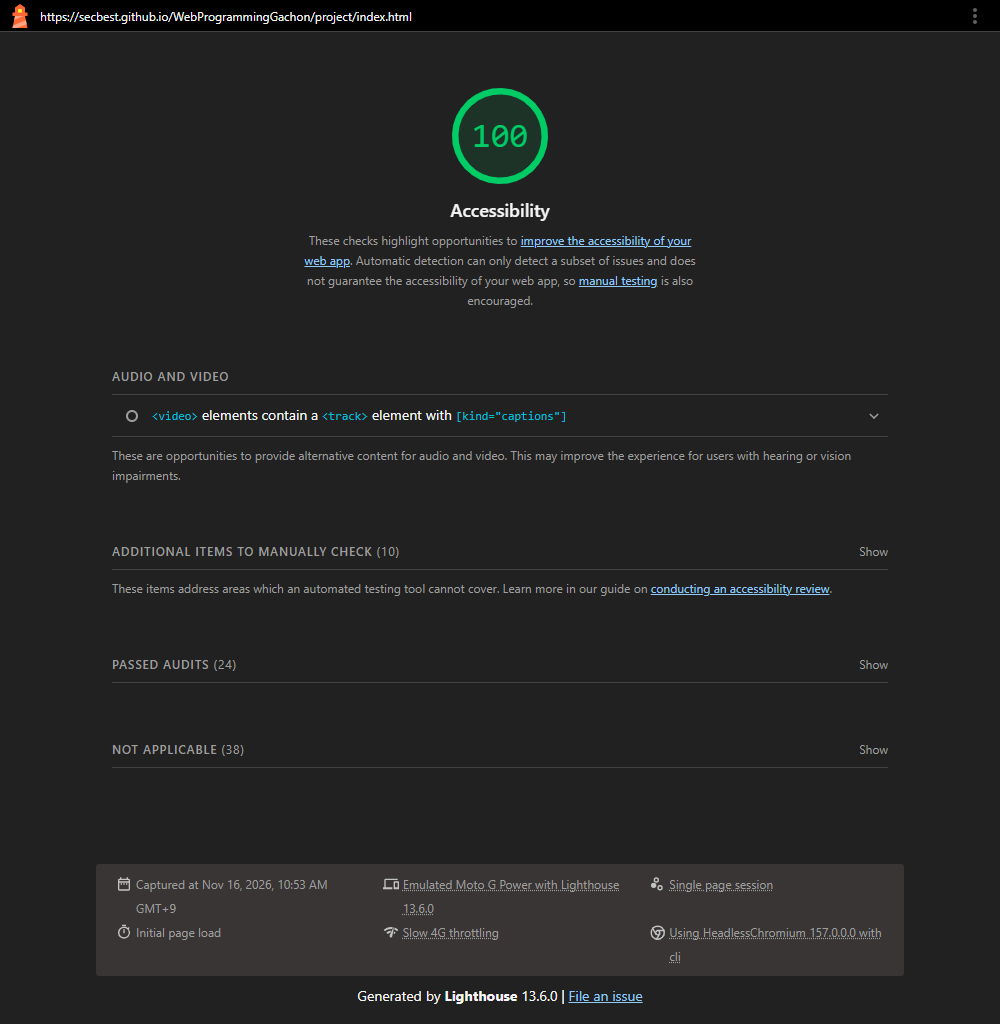 https://secbest.github.io/WebProgrammingGachon/project/index.html
100
Accessibility
These checks highlight opportunities to improve the accessibility of your
web app. Automatic detection can only detect a subset of issues and does
not guarantee the accessibility of your web app, so manual testing is also
encouraged.
AUDIO AND VIDEO
<video> elements contain a <track> element with [kind="captions"]
These are opportunities to provide alternative content for audio and video. This may improve the experience for users with hearing or vision
impairments.
ADDITIONAL ITEMS TO MANUALLY CHECK (10)
Show
These items address areas which an automated testing tool cannot cover. Learn more in our guide on conducting an accessibility review.
PASSED AUDITS (24)
Show
NOT APPLICABLE (38)
Show
Captured at Nov 16, 2026, 10:53 AM
GMT+9
Emulated Moto G Power with Lighthouse
13.6.0
Single page session
Initial page load
Slow 4G throttling
Using HeadlessChromium 157.0.0.0 with
cli
Generated by Lighthouse 13.6.0 | File an issue